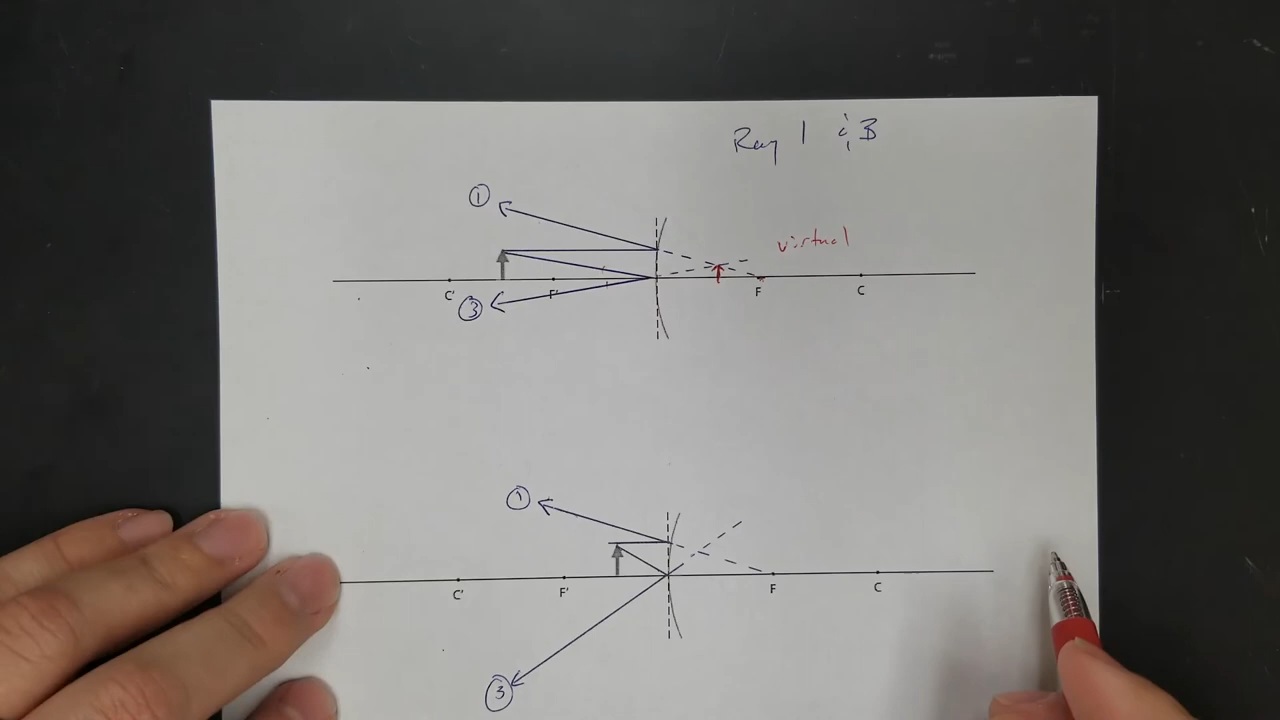 Ray 1 & 3
①
virtual
C' F' F C
③
①
C' F' F C
③